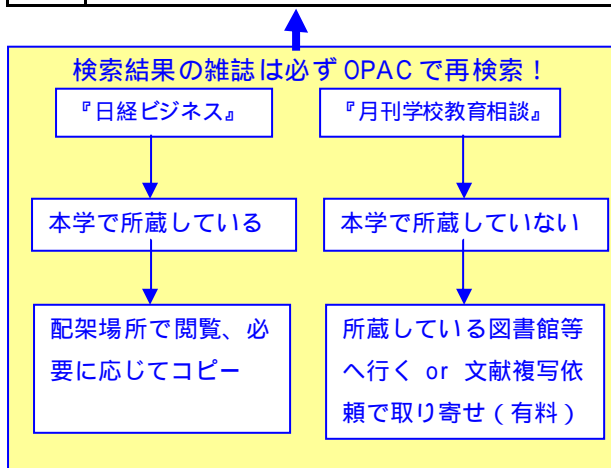 検索結果の雑誌は必ず OPAC で再検索！
『日経ビジネス』
『月刊学校教育相談』
本学で所蔵している
本学で所蔵していない
配架場所で閲覧、必
要に応じてコピー
所蔵している図書館等
へ行く or 文献複写依
頼で取り寄せ（有料）